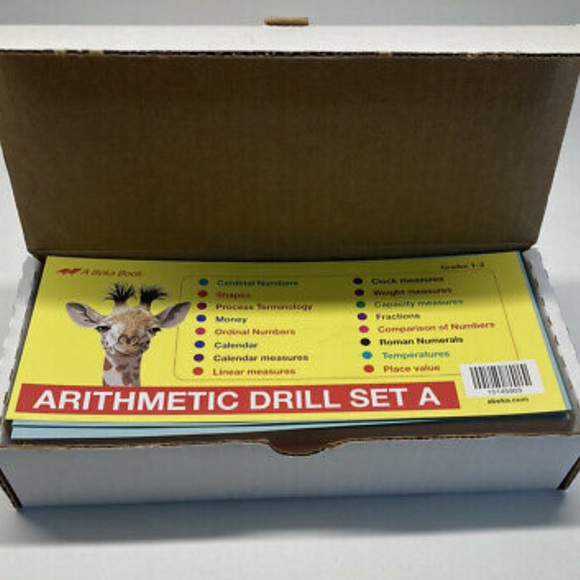 A Beka Book
Grades 1-3
Cardinal Numbers
Shapes
Process Terminology
Money
Ordinal Numbers
Calendar
Calendar measures
Linear measures
Clock measures
Weight measures
Capacity measures
Fractions
Comparison of Numbers
Roman Numerals
Temperatures
Place value
ARITHMETIC DRILL SET A
abeka.com